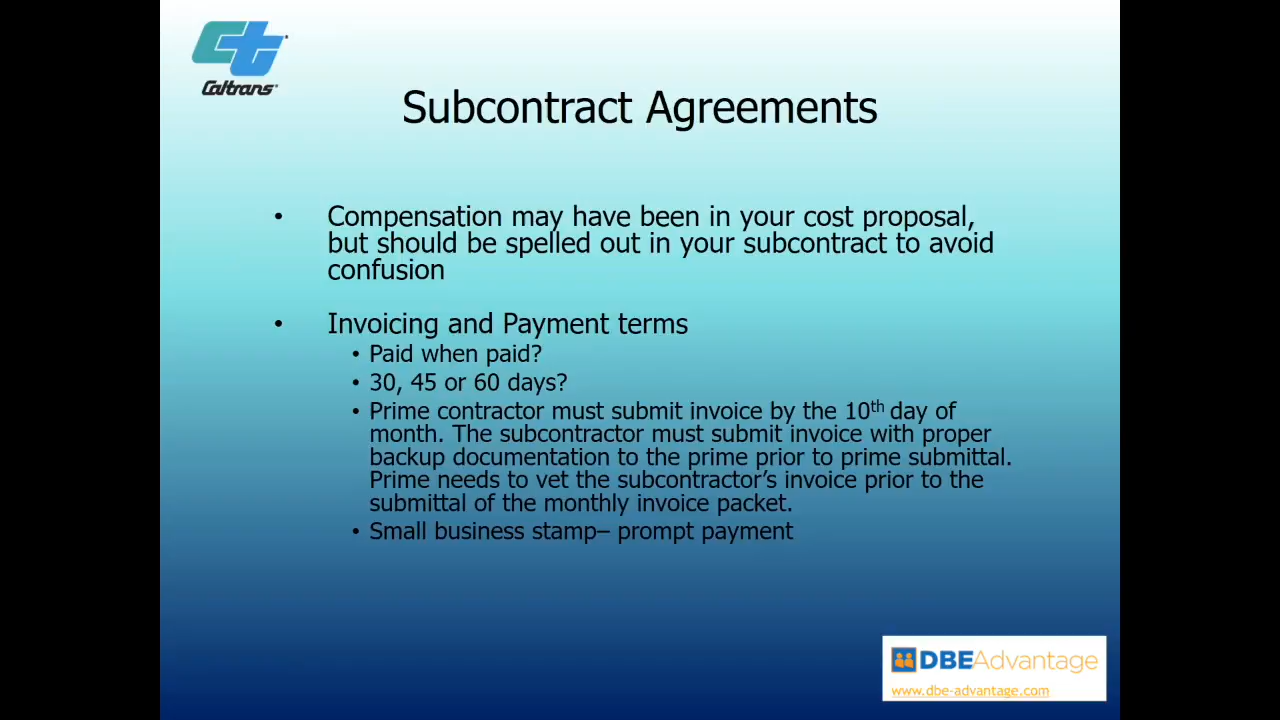 Caltrans
Subcontract Agreements
• Compensation may have been in your cost proposal,
but should be spelled out in your subcontract to avoid
confusion
• Invoicing and Payment terms
• Paid when paid?
• 30, 45 or 60 days?
• Prime contractor must submit invoice by the 10th day of
month. The subcontractor must submit invoice with proper
backup documentation to the prime prior to prime submittal.
Prime needs to vet the subcontractor’s invoice prior to the
submittal of the monthly invoice packet.
• Small business stamp– prompt payment
DBEAdvantage
www.dbe-advantage.com